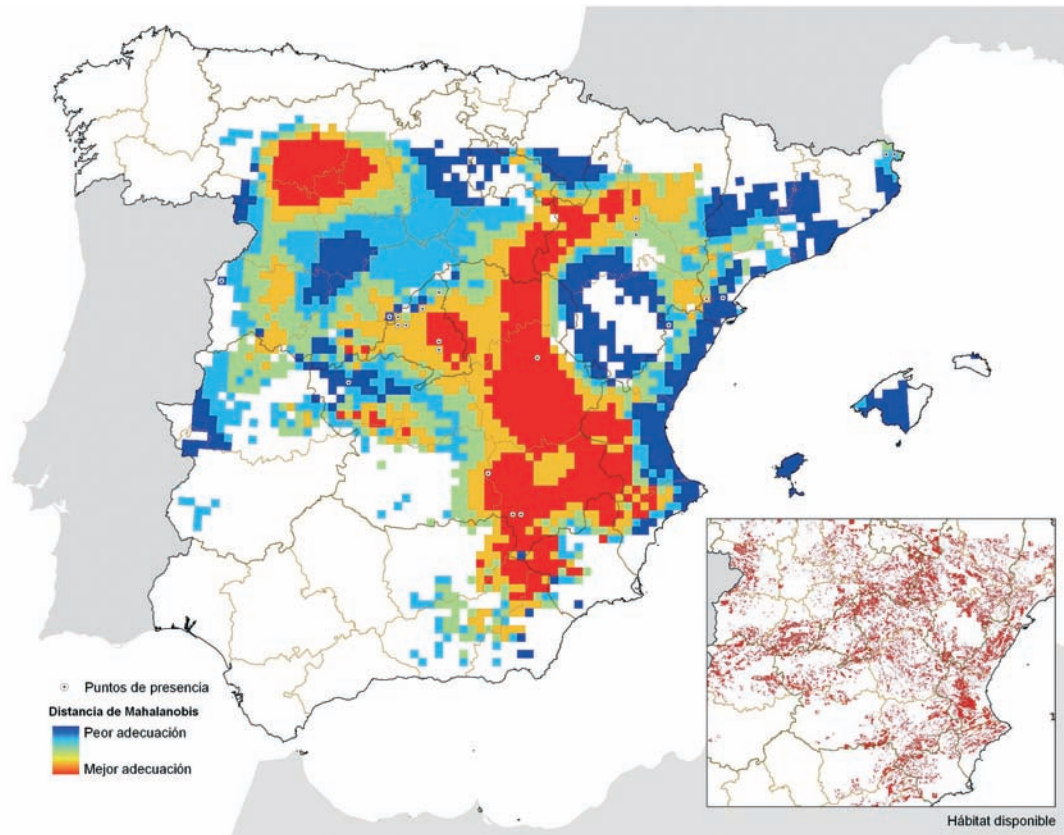 Puntos de presencia
Distancia de Mahalanobis
Peor adecuación
Mejor adecuación
Hábitat disponible